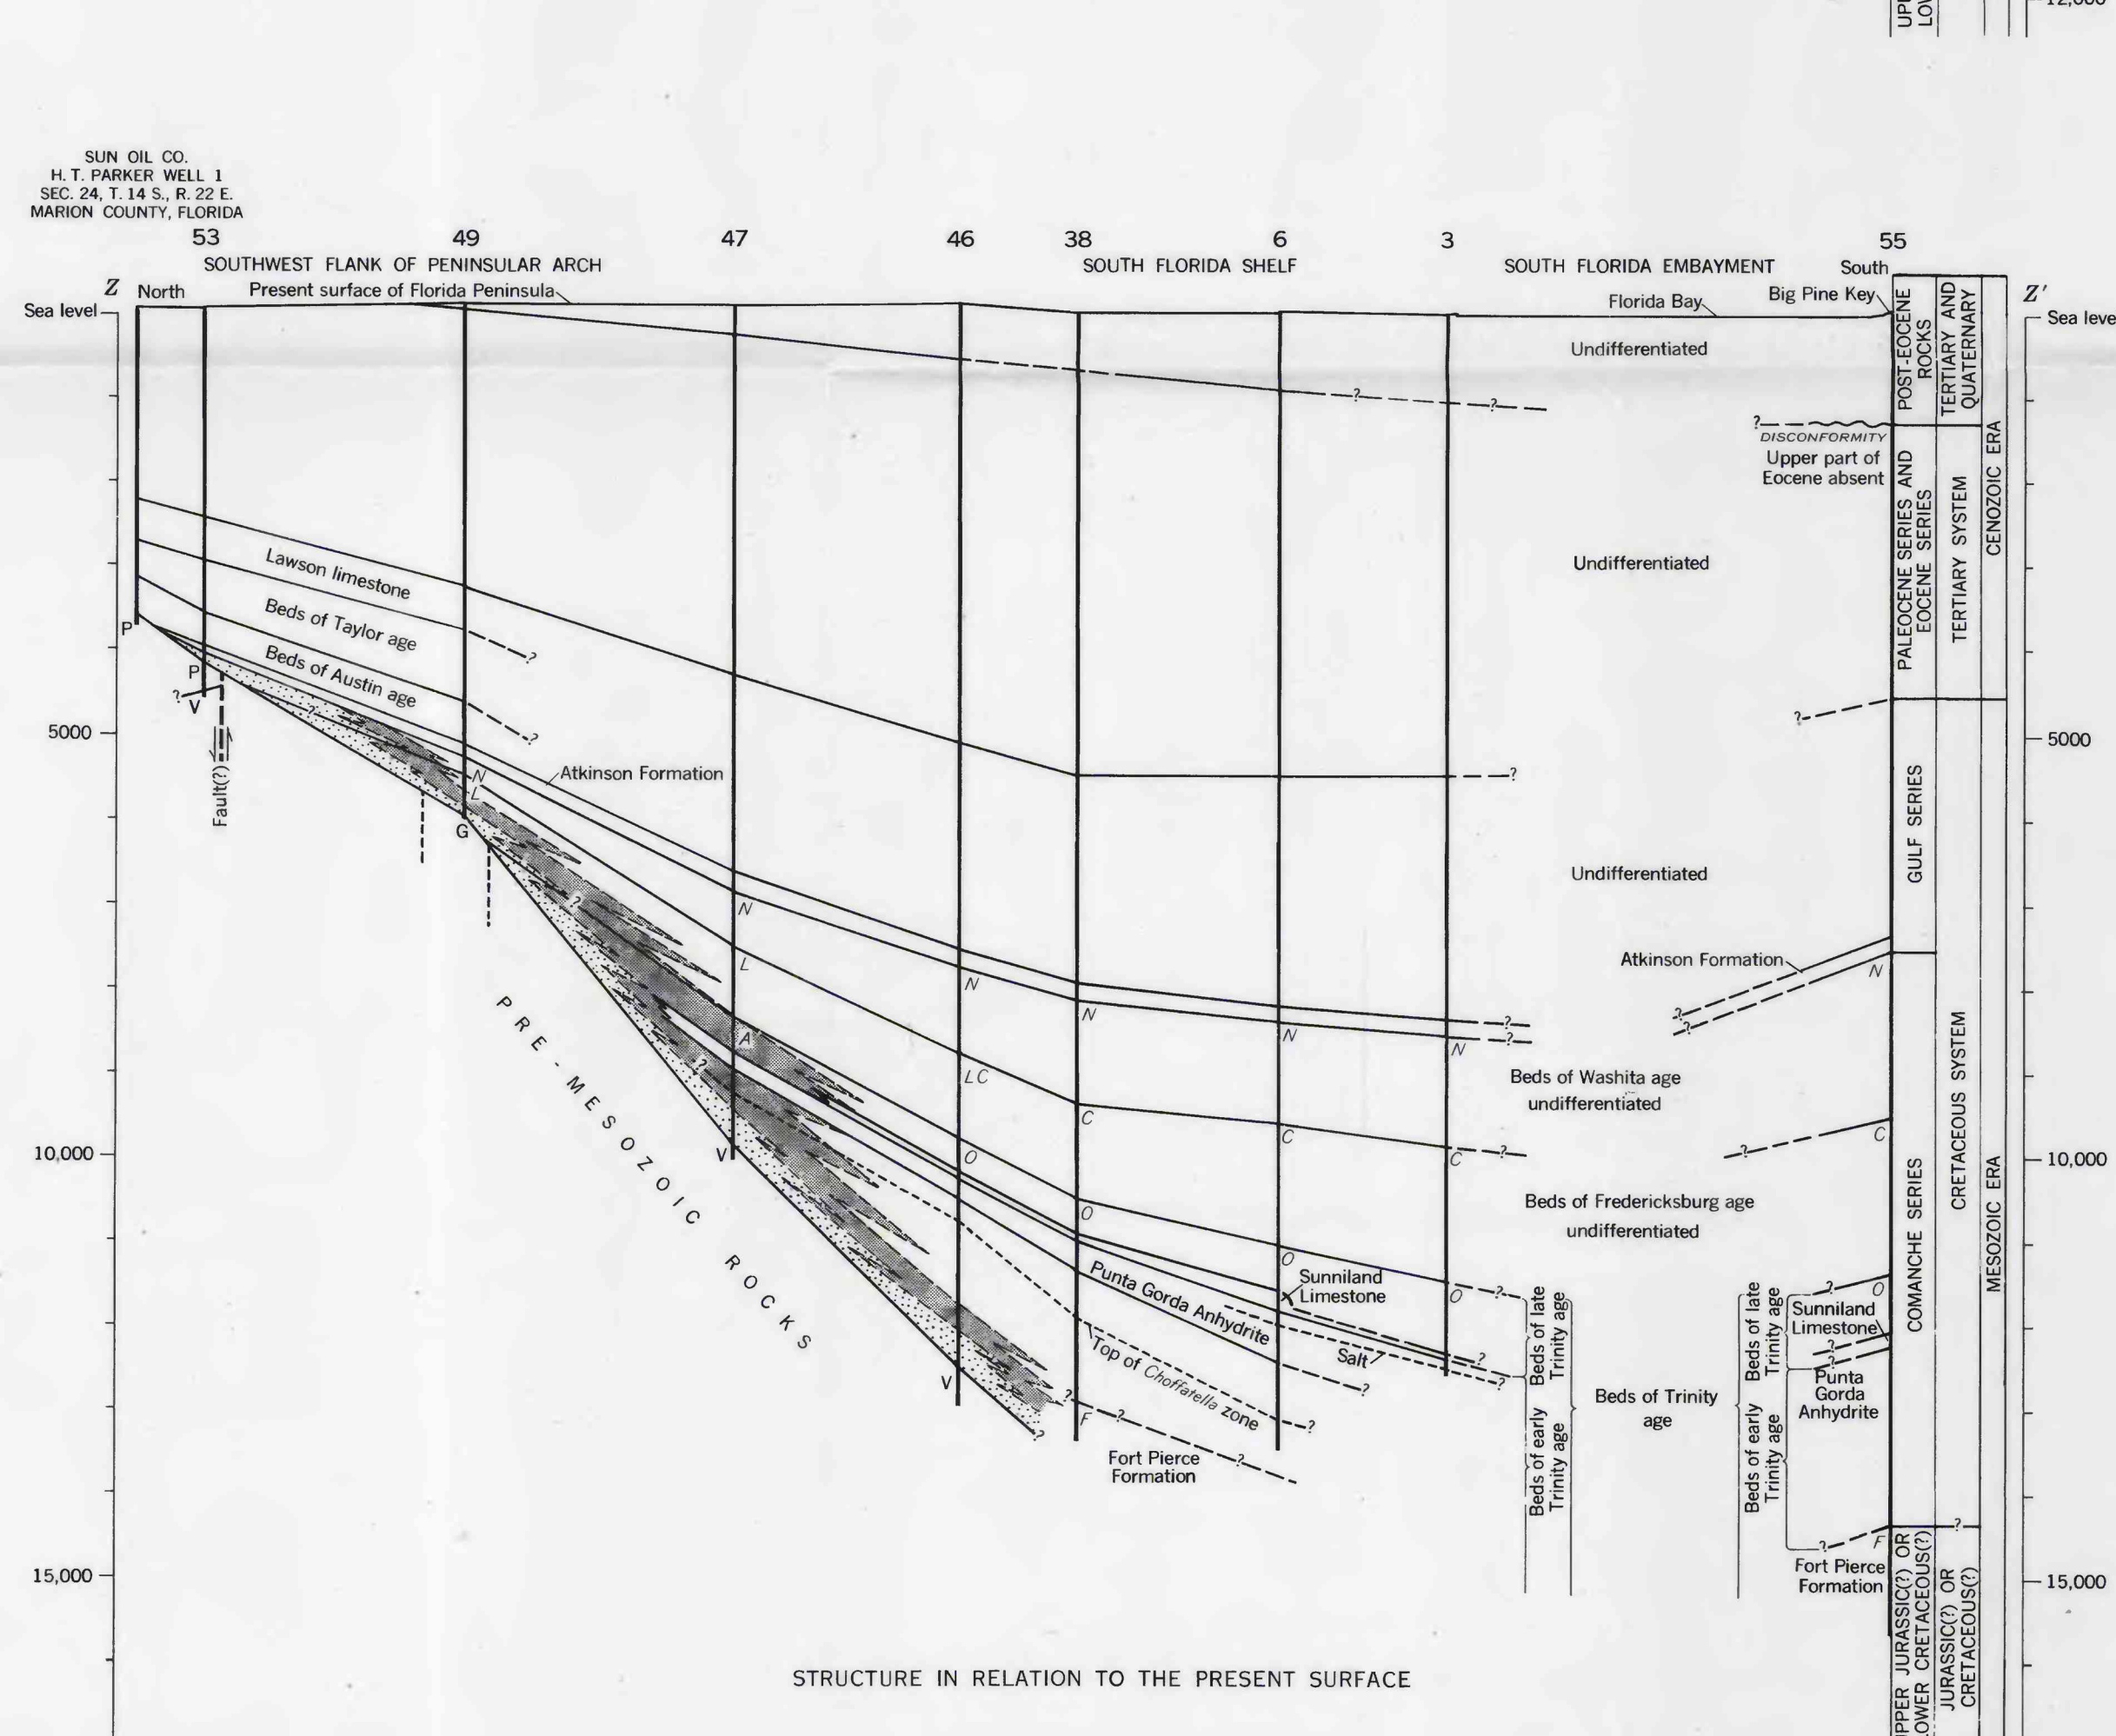 12,000
SUN OIL CO.
H. T. PARKER WELL 1
SEC. 24, T. 14 S., R. 22 E.
MARION COUNTY, FLORIDA
53 49 47 46 38 6 3 55
SOUTHWEST FLANK OF PENINSULAR ARCH
SOUTH FLORIDA SHELF
SOUTH FLORIDA EMBAYMENT
South
Z North
Present surface of Florida Peninsula
Florida Bay
Big Pine Key
Z'
Sea level
Sea leve
Undifferentiated
POST-EOCENE
ROCKS
TERTIARY AND
QUATERNARY
?
?
?
DISCONFORMITY
Upper part of
Eocene absent
PALEOCENE SERIES AND
EOCENE SERIES
TERTIARY SYSTEM
CENOZOIC ERA
Undifferentiated
Lawson limestone
Beds of Taylor age
Beds of Austin age
?
?
P
P
?
V
?
?
Fault(?)
5000
5000
?
Atkinson Formation
N
L
G
Undifferentiated
GULF SERIES
?
N
L
A
?
V
Atkinson Formation
N
?
?
N
LC
O
V
N
C
O
N
C
O
N
C
O
?
?
?
?
Beds of Washita age
undifferentiated
?
C
10,000
10,000
Beds of Fredericksburg age
undifferentiated
COMANCHE SERIES
CRETACEOUS SYSTEM
MESOZOIC ERA
PRE-MESOZOIC ROCKS
Sunniland
Limestone
Punta Gorda Anhydrite
Salt
?
?
?
Top of Choffatella zone
?
?
?
F
?
?
Fort Pierce
Formation
Beds of late
Trinity age
Beds of early
Trinity age
Beds of Trinity
age
Beds of late
Trinity age
Beds of early
Trinity age
?
O
Sunniland
Limestone
?
?
Punta
Gorda
Anhydrite
?
F
?
Fort Pierce
Formation
15,000
15,000
UPPER JURASSIC(?) OR
LOWER CRETACEOUS(?)
JURASSIC(?) OR
CRETACEOUS(?)
STRUCTURE IN RELATION TO THE PRESENT SURFACE